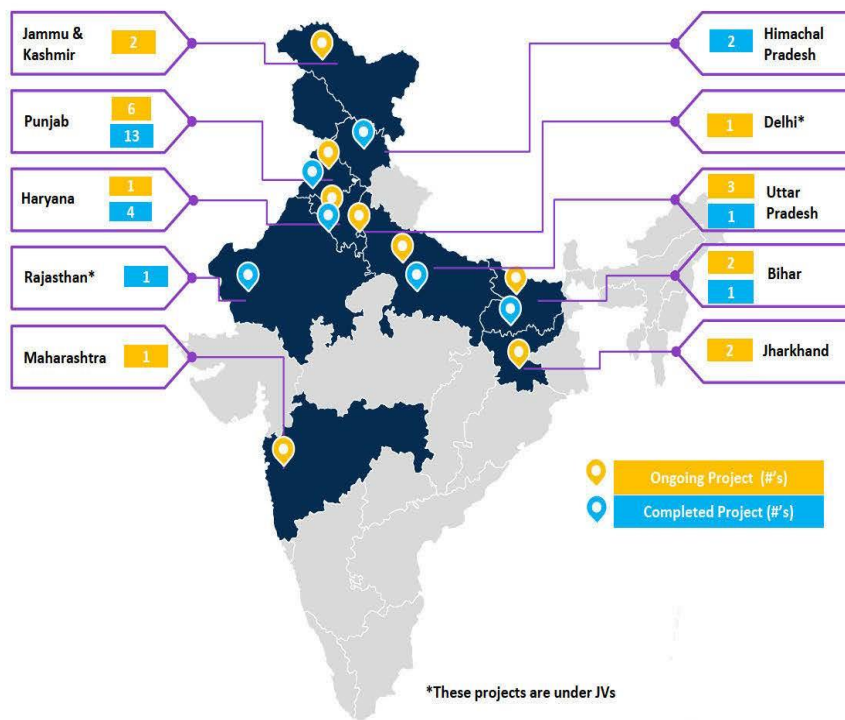 Jammu &
Kashmir
2
Punjab
6
13
Haryana
1
4
Rajasthan*
1
Maharashtra
1
2
Himachal
Pradesh
1
Delhi*
3
1
Uttar
Pradesh
2
1
Bihar
2
Jharkhand
Ongoing Project (#'s)
Completed Project (#'s)
*These projects are under JVs